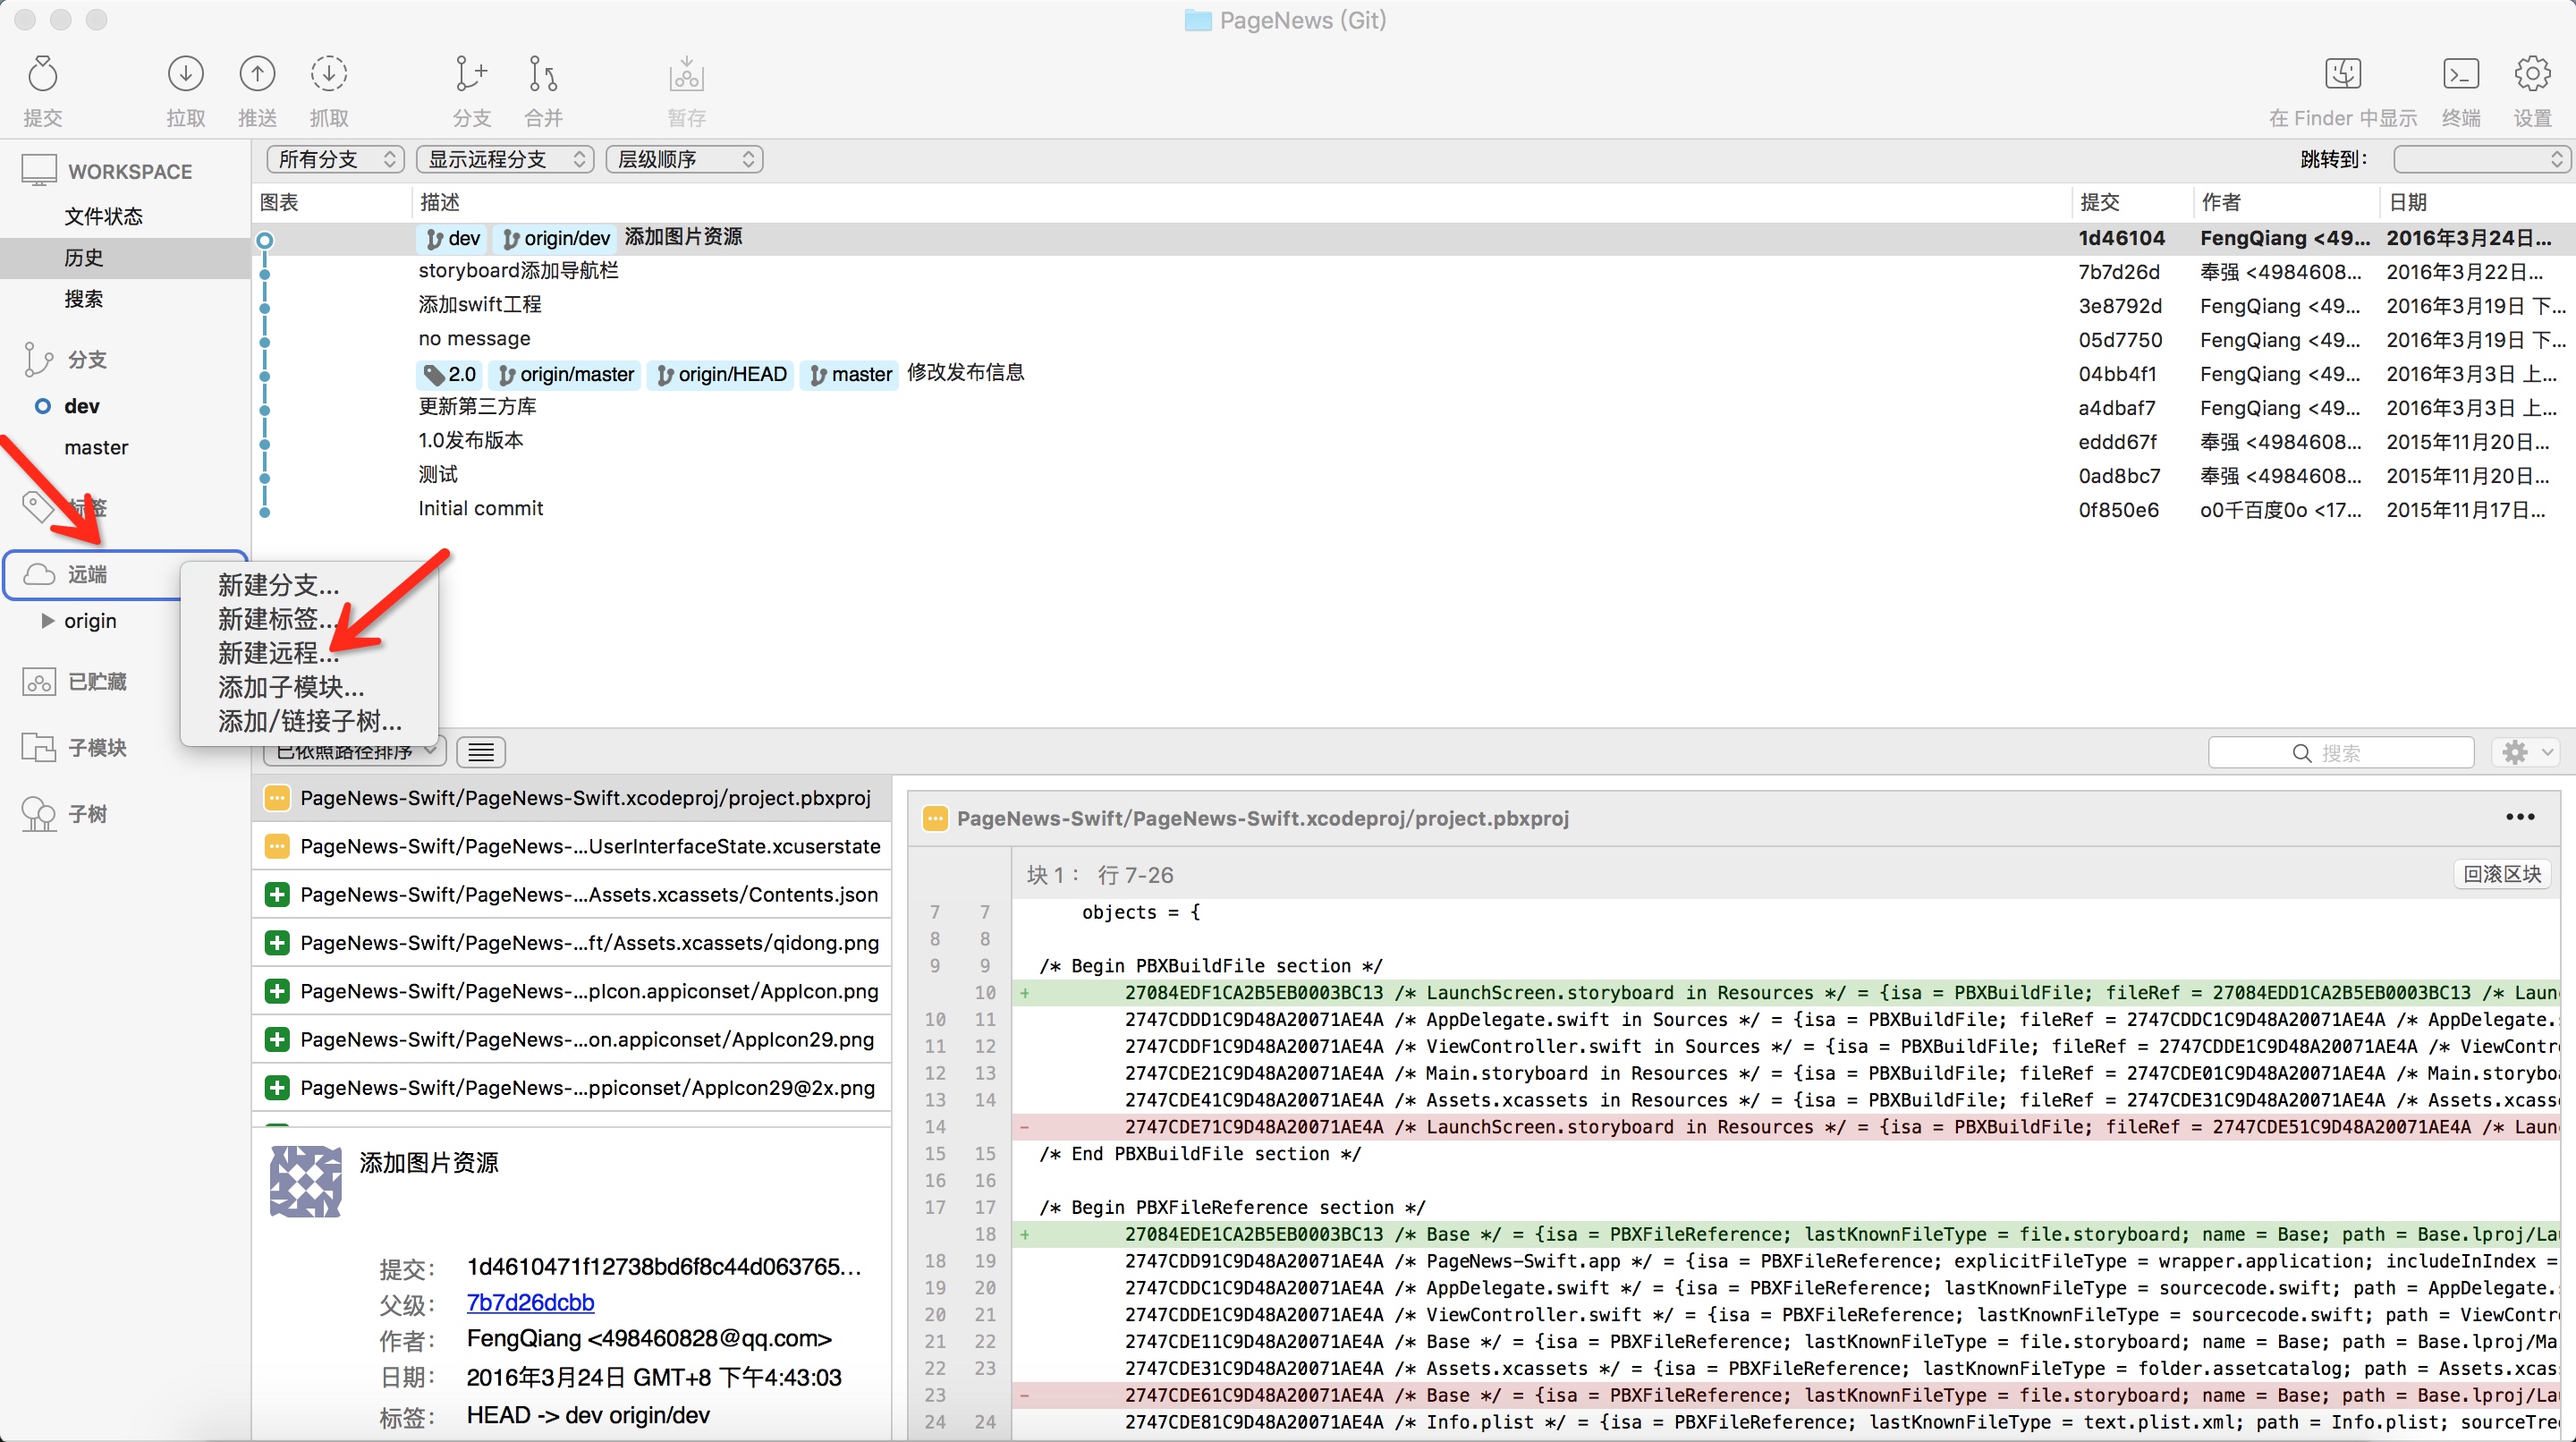 PageNews (Git)
提交 拉取 推送 抓取 分支 合并 暂存 在 Finder 中显示 终端 设置
WORKSPACE
文件状态
历史
搜索
分支
dev
master
标签
远端
origin
已贮藏
子模块
子树
所有分支 显示远程分支 层级顺序 跳转到：
图表 描述 提交 作者 日期
dev origin/dev 添加图片资源 1d46104 FengQiang <49... 2016年3月24日...
storyboard添加导航栏 7b7d26d 奉强 <4984608... 2016年3月22日...
添加swift工程 3e8792d FengQiang <49... 2016年3月19日 下...
no message 05d7750 FengQiang <49... 2016年3月19日 下...
2.0 origin/master origin/HEAD master 修改发布信息 04bb4f1 FengQiang <49... 2016年3月3日 上...
更新第三方库 a4dbaf7 FengQiang <49... 2016年3月3日 上...
1.0发布版本 eddd67f 奉强 <4984608... 2015年11月20日...
测试 0ad8bc7 奉强 <4984608... 2015年11月20日...
Initial commit 0f850e6 o0千百度0o <17... 2015年11月17日...
新建分支...
新建标签...
新建远程...
添加子模块...
添加/链接子树...
已依照路径排序 搜索
PageNews-Swift/PageNews-Swift.xcodeproj/project.pbxproj
PageNews-Swift/PageNews-...UserInterfaceState.xcuserstate
PageNews-Swift/PageNews-...Assets.xcassets/Contents.json
PageNews-Swift/PageNews-...ft/Assets.xcassets/qidong.png
PageNews-Swift/PageNews-...pIcon.appiconset/AppIcon.png
PageNews-Swift/PageNews-...on.appiconset/AppIcon29.png
PageNews-Swift/PageNews-...ppiconset/AppIcon29@2x.png
添加图片资源
提交： 1d4610471f12738bd6f8c44d063765...
父级： 7b7d26dcbb
作者： FengQiang <498460828@qq.com>
日期： 2016年3月24日 GMT+8 下午4:43:03
标签： HEAD -> dev origin/dev
PageNews-Swift/PageNews-Swift.xcodeproj/project.pbxproj
块 1： 行 7-26 回滚区块
7 7 objects = {
8 8
9 9 /* Begin PBXBuildFile section */
10 + 27084EDF1CA2B5EB0003BC13 /* LaunchScreen.storyboard in Resources */ = {isa = PBXBuildFile; fileRef = 27084EDD1CA2B5EB0003BC13 /* Laun
10 11 2747CDDD1C9D48A20071AE4A /* AppDelegate.swift in Sources */ = {isa = PBXBuildFile; fileRef = 2747CDDC1C9D48A20071AE4A /* AppDelegate.
11 12 2747CDDF1C9D48A20071AE4A /* ViewController.swift in Sources */ = {isa = PBXBuildFile; fileRef = 2747CDDE1C9D48A20071AE4A /* ViewContr
12 13 2747CDE21C9D48A20071AE4A /* Main.storyboard in Resources */ = {isa = PBXBuildFile; fileRef = 2747CDE01C9D48A20071AE4A /* Main.storybo
13 14 2747CDE41C9D48A20071AE4A /* Assets.xcassets in Resources */ = {isa = PBXBuildFile; fileRef = 2747CDE31C9D48A20071AE4A /* Assets.xcass
14 - 2747CDE71C9D48A20071AE4A /* LaunchScreen.storyboard in Resources */ = {isa = PBXBuildFile; fileRef = 2747CDE51C9D48A20071AE4A /* Laun
15 15 /* End PBXBuildFile section */
16 16
17 17 /* Begin PBXFileReference section */
18 + 27084EDE1CA2B5EB0003BC13 /* Base */ = {isa = PBXFileReference; lastKnownFileType = file.storyboard; name = Base; path = Base.lproj/La
18 19 2747CDD91C9D48A20071AE4A /* PageNews-Swift.app */ = {isa = PBXFileReference; explicitFileType = wrapper.application; includeInIndex =
19 20 2747CDDC1C9D48A20071AE4A /* AppDelegate.swift */ = {isa = PBXFileReference; lastKnownFileType = sourcecode.swift; path = AppDelegate.
20 21 2747CDDE1C9D48A20071AE4A /* ViewController.swift */ = {isa = PBXFileReference; lastKnownFileType = sourcecode.swift; path = ViewContr
21 22 2747CDE11C9D48A20071AE4A /* Base */ = {isa = PBXFileReference; lastKnownFileType = file.storyboard; name = Base; path = Base.lproj/Ma
22 23 2747CDE31C9D48A20071AE4A /* Assets.xcassets */ = {isa = PBXFileReference; lastKnownFileType = folder.assetcatalog; path = Assets.xcas
23 - 2747CDE61C9D48A20071AE4A /* Base */ = {isa = PBXFileReference; lastKnownFileType = file.storyboard; name = Base; path = Base.lproj/La
24 24 2747CDE81C9D48A20071AE4A /* Info.plist */ = {isa = PBXFileReference; lastKnownFileType = text.plist.xml; path = Info.plist; sourceTre